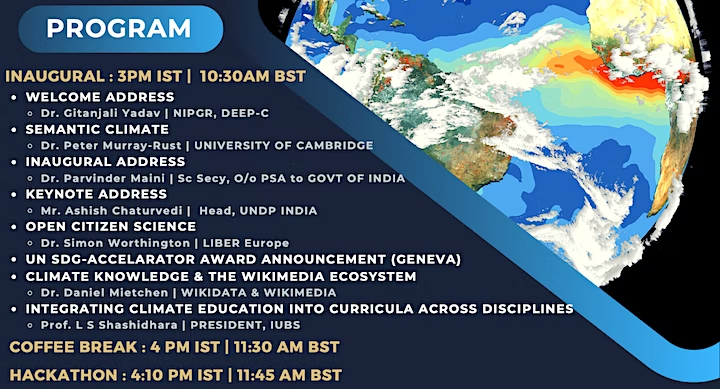 PROGRAM
INAUGURAL : 3PM IST | 10:30AM BST
• WELCOME ADDRESS
◦ Dr. Gitanjali Yadav | NIPGR, DEEP-C
• SEMANTIC CLIMATE
◦ Dr. Peter Murray-Rust | UNIVERSITY OF CAMBRIDGE
• INAUGURAL ADDRESS
◦ Dr. Parvinder Maini | Sc Secy, O/o PSA to GOVT OF INDIA
• KEYNOTE ADDRESS
◦ Mr. Ashish Chaturvedi | Head, UNDP INDIA
• OPEN CITIZEN SCIENCE
◦ Dr. Simon Worthington | LIBER Europe
• UN SDG-ACCELARATOR AWARD ANNOUNCEMENT (GENEVA)
• CLIMATE KNOWLEDGE & THE WIKIMEDIA ECOSYSTEM
◦ Dr. Daniel Mietchen | WIKIDATA & WIKIMEDIA
• INTEGRATING CLIMATE EDUCATION INTO CURRICULA ACROSS DISCIPLINES
◦ Prof. L S Shashidhara | PRESIDENT, IUBS
COFFEE BREAK : 4 PM IST | 11:30 AM BST
HACKATHON : 4:10 PM IST | 11:45 AM BST